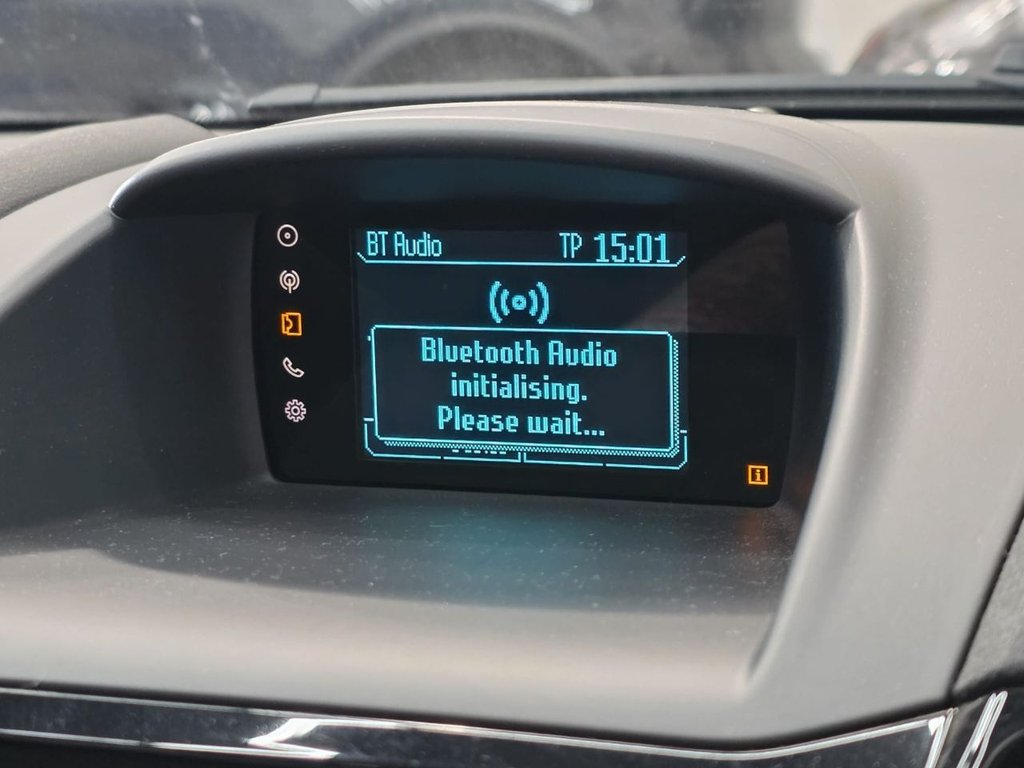 BT Audio TP 15:01
Bluetooth Audio
initialising.
Please wait...
i